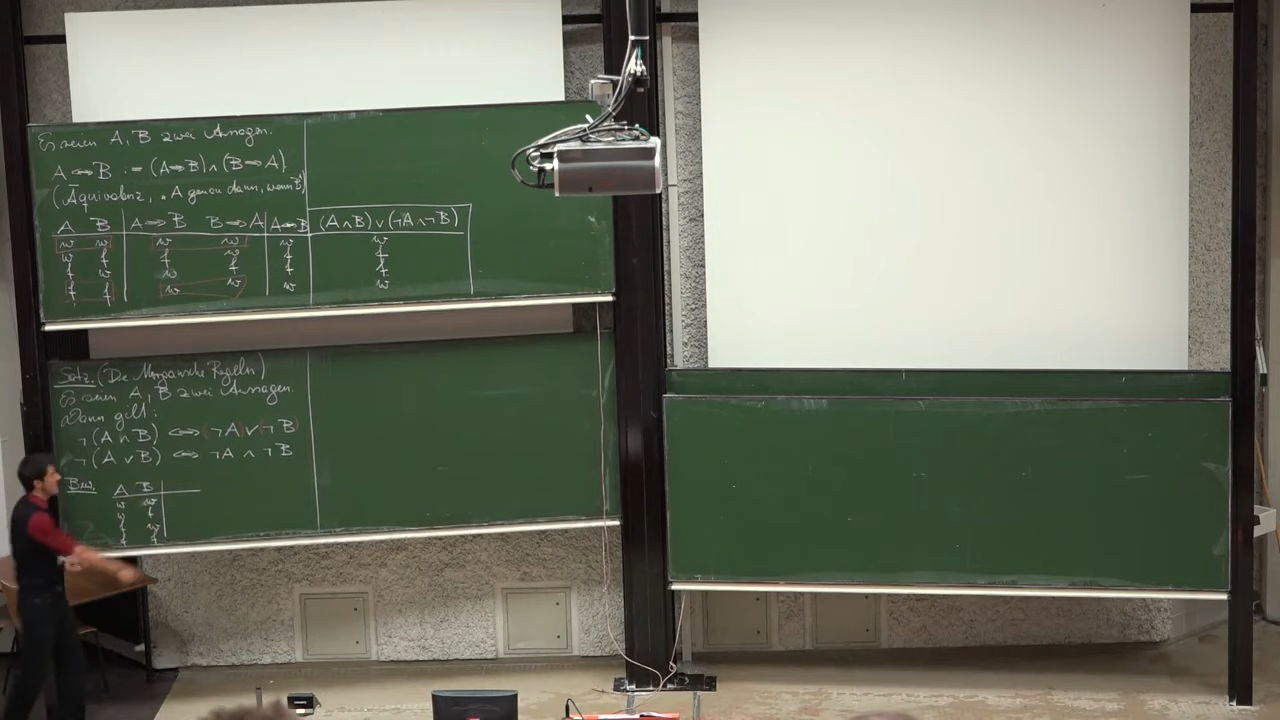 Es seien A, B zwei Aussagen.
A ⇔ B := (A ⇒ B) ∧ (B ⇒ A).
(Äquivalenz, „A genau dann, wenn B“)
A B | A ⇒ B B ⇒ A | A ⇔ B | (A ∧ B) ∨ (¬A ∧ ¬B)
w w | w w | w | w
w f | f w | f | f
f w | w f | f | f
f f | w w | w | w
Satz. (De Morgansche Regeln)
Es seien A, B zwei Aussagen.
Dann gilt:
¬(A ∧ B) ⇔ (¬A) ∨ (¬B)
¬(A ∨ B) ⇔ ¬A ∧ ¬B
Bew. A B
w w
w f
f w
f f